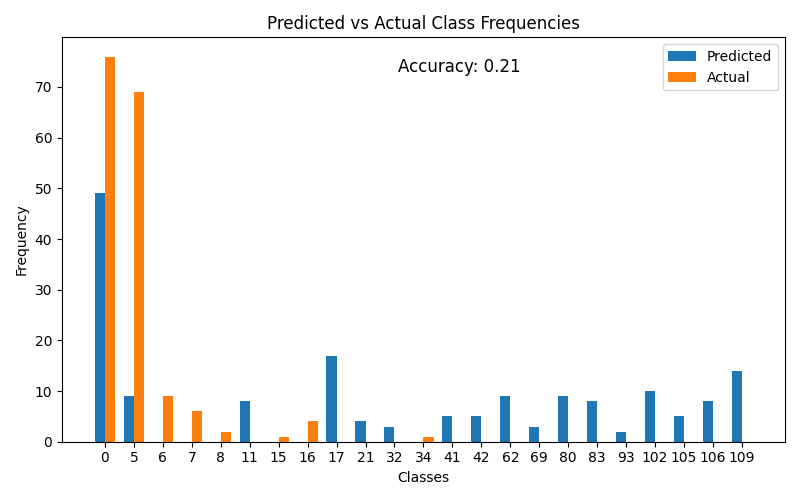 Predicted vs Actual Class Frequencies
Accuracy: 0.21
Predicted
Actual
Frequency
70
60
50
40
30
20
10
0
0 5 6 7 8 11 15 16 17 21 32 34 41 42 62 69 80 83 93 102 105 106 109
Classes